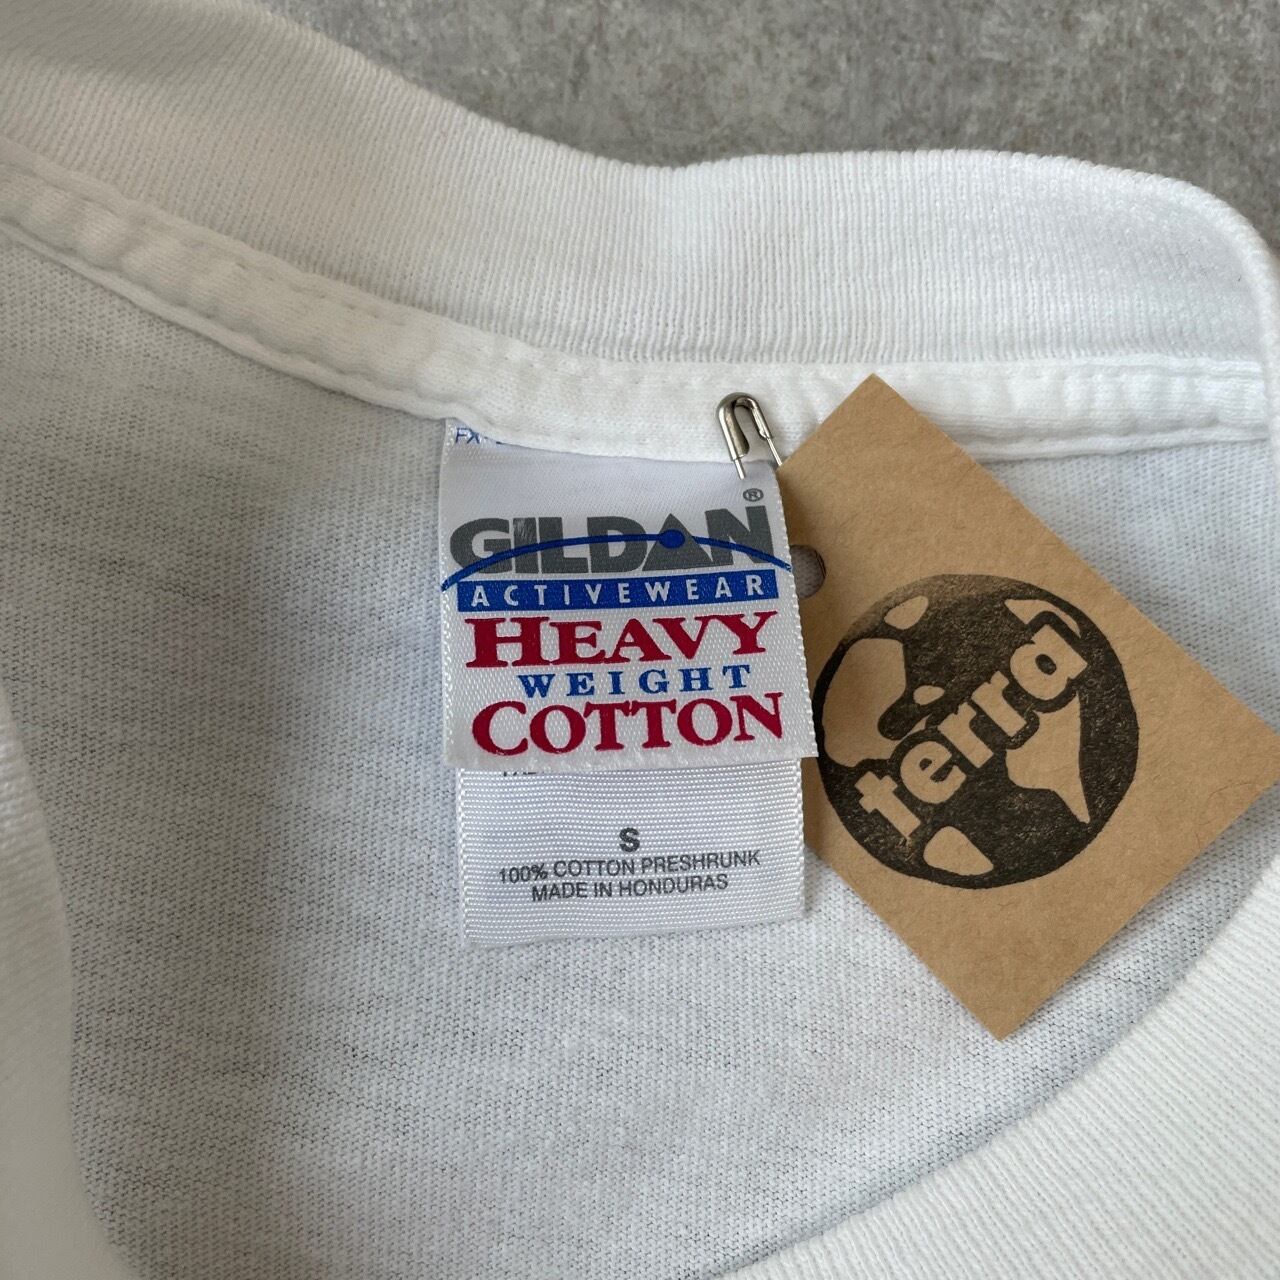 GILDAN®
ACTIVEWEAR
HEAVY
WEIGHT
COTTON
S
100% COTTON PRESHRUNK
MADE IN HONDURAS
terra